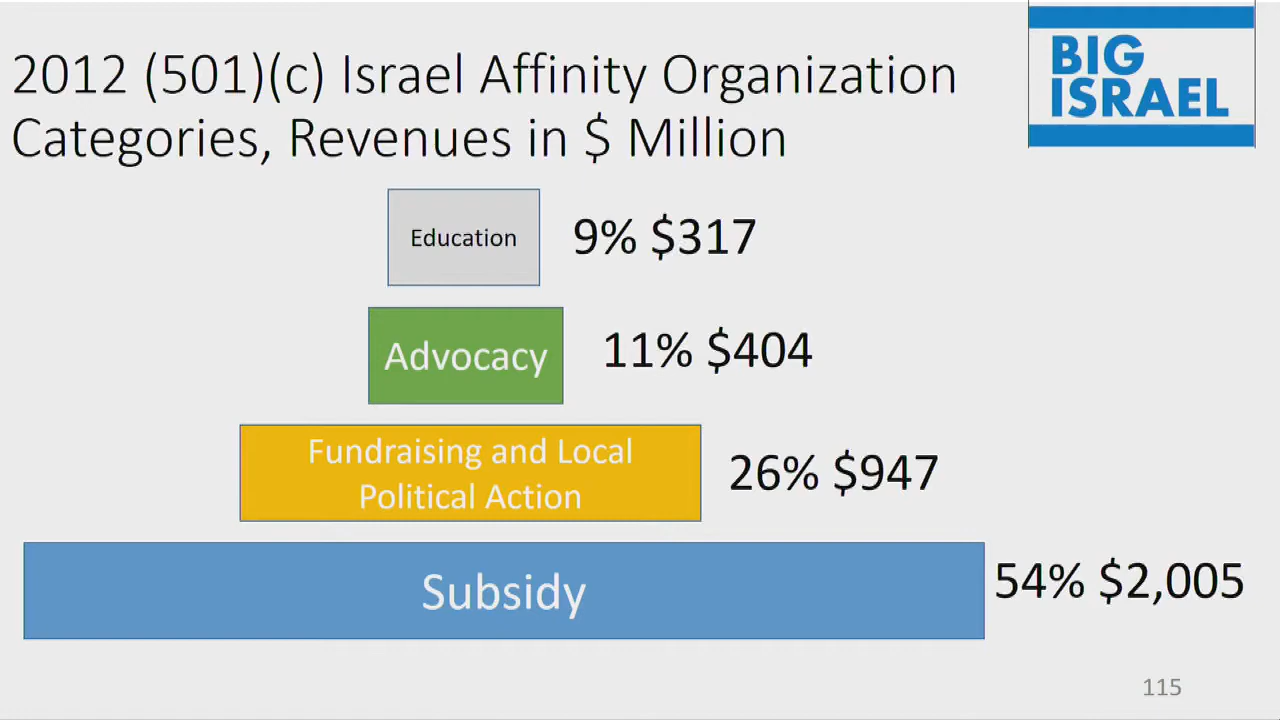 2012 (501)(c) Israel Affinity Organization
Categories, Revenues in $ Million
BIG
ISRAEL
Education
9% $317
Advocacy
11% $404
Fundraising and Local
Political Action
26% $947
Subsidy
54% $2,005
115